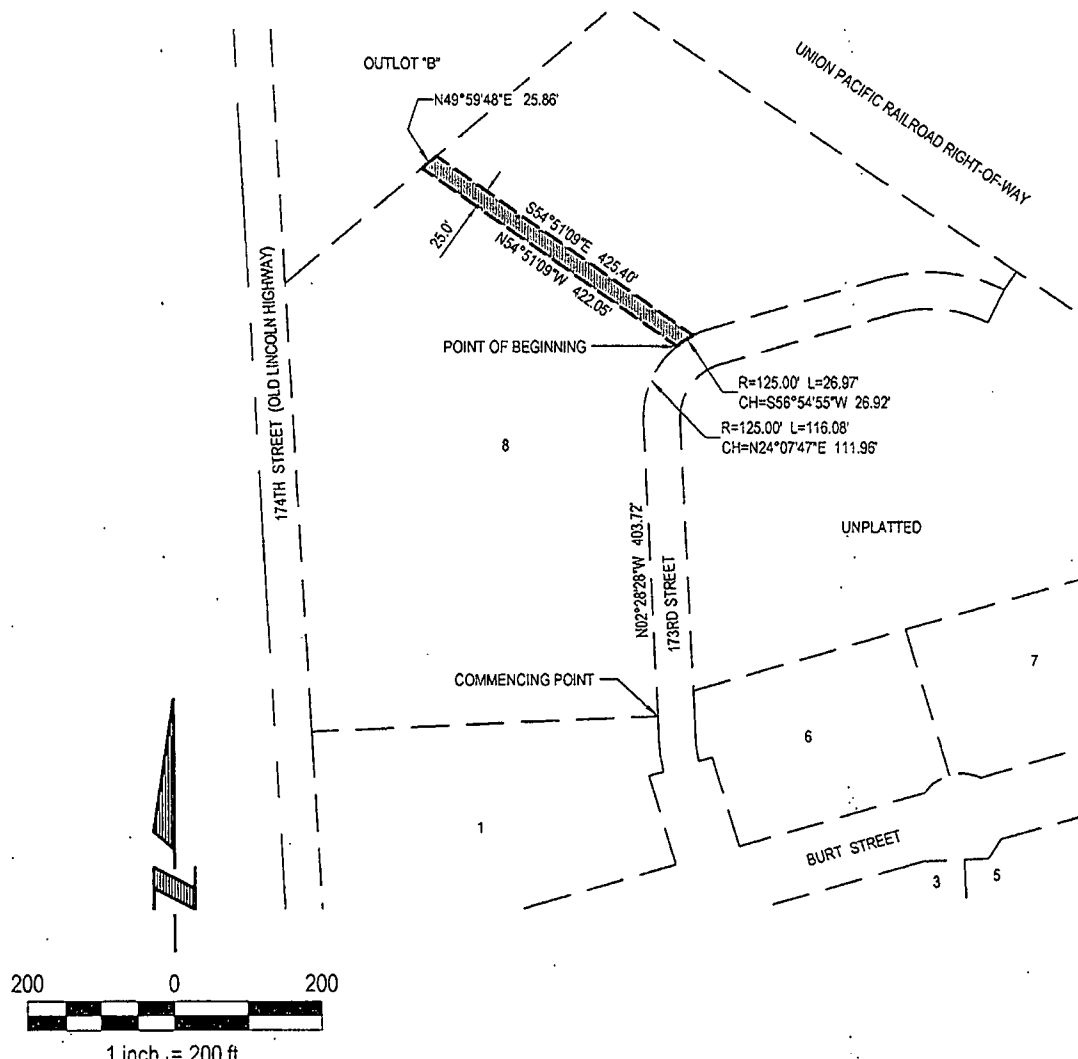 OUTLOT "B"
N49°59'48"E 25.86'
UNION PACIFIC RAILROAD RIGHT-OF-WAY
S54°51'09"E 425.40'
25.0'
N54°51'09"W 422.05'
174TH STREET (OLD LINCOLN HIGHWAY)
POINT OF BEGINNING
R=125.00' L=26.97'
CH=S56°54'55"W 26.92'
R=125.00' L=116.08'
CH=N24°07'47"E 111.96'
8
UNPLATTED
N02°28'28"W 403.72'
173RD STREET
COMMENCING POINT
7
6
1
BURT STREET
3
5
200 0 200
1 inch = 200 ft.